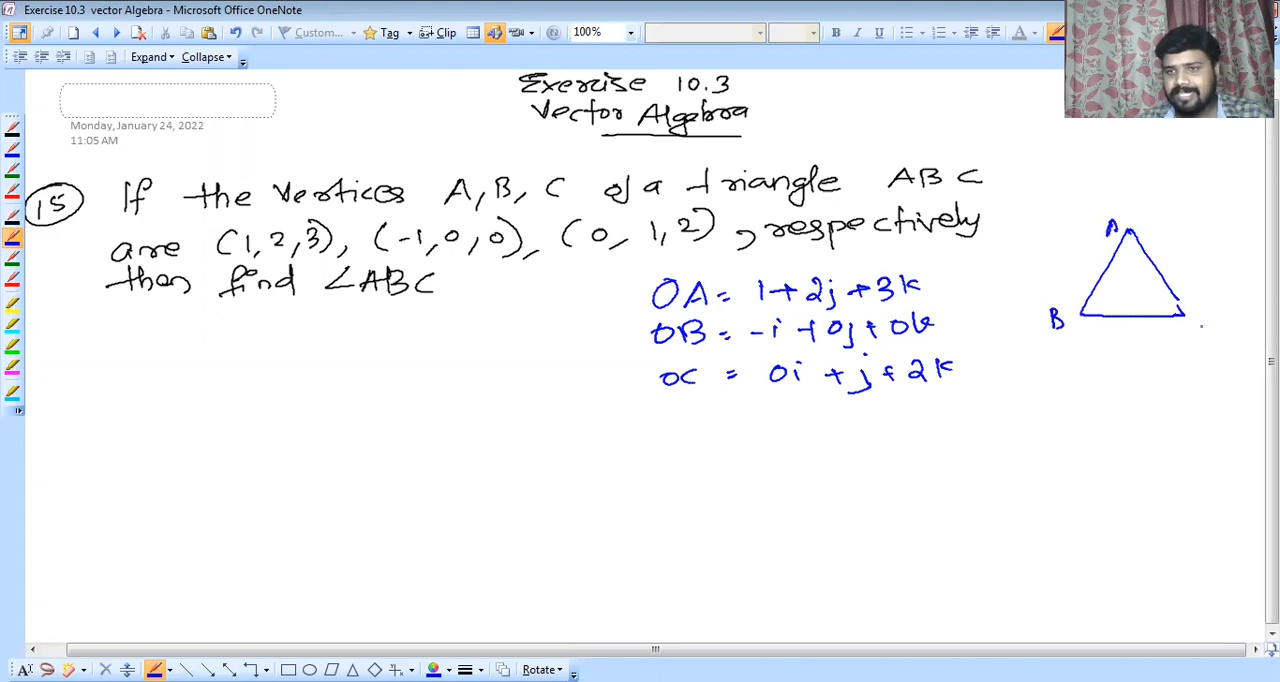 Exercise 10.3 vector Algebra - Microsoft Office OneNote
Custom... Tag Clip 100% B I U A
Expand Collapse
Exercise 10.3
Vector Algebra
Monday, January 24, 2022
11:05 AM
15 If the vertices A, B, C of a triangle ABC
are (1, 2, 3), (-1, 0, 0), (0, 1, 2), respectively
then find ∠ABC
A
B
OA = 1 + 2j + 3k
OB = -i + 0j + 0k
OC = 0i + j + 2k
Rotate